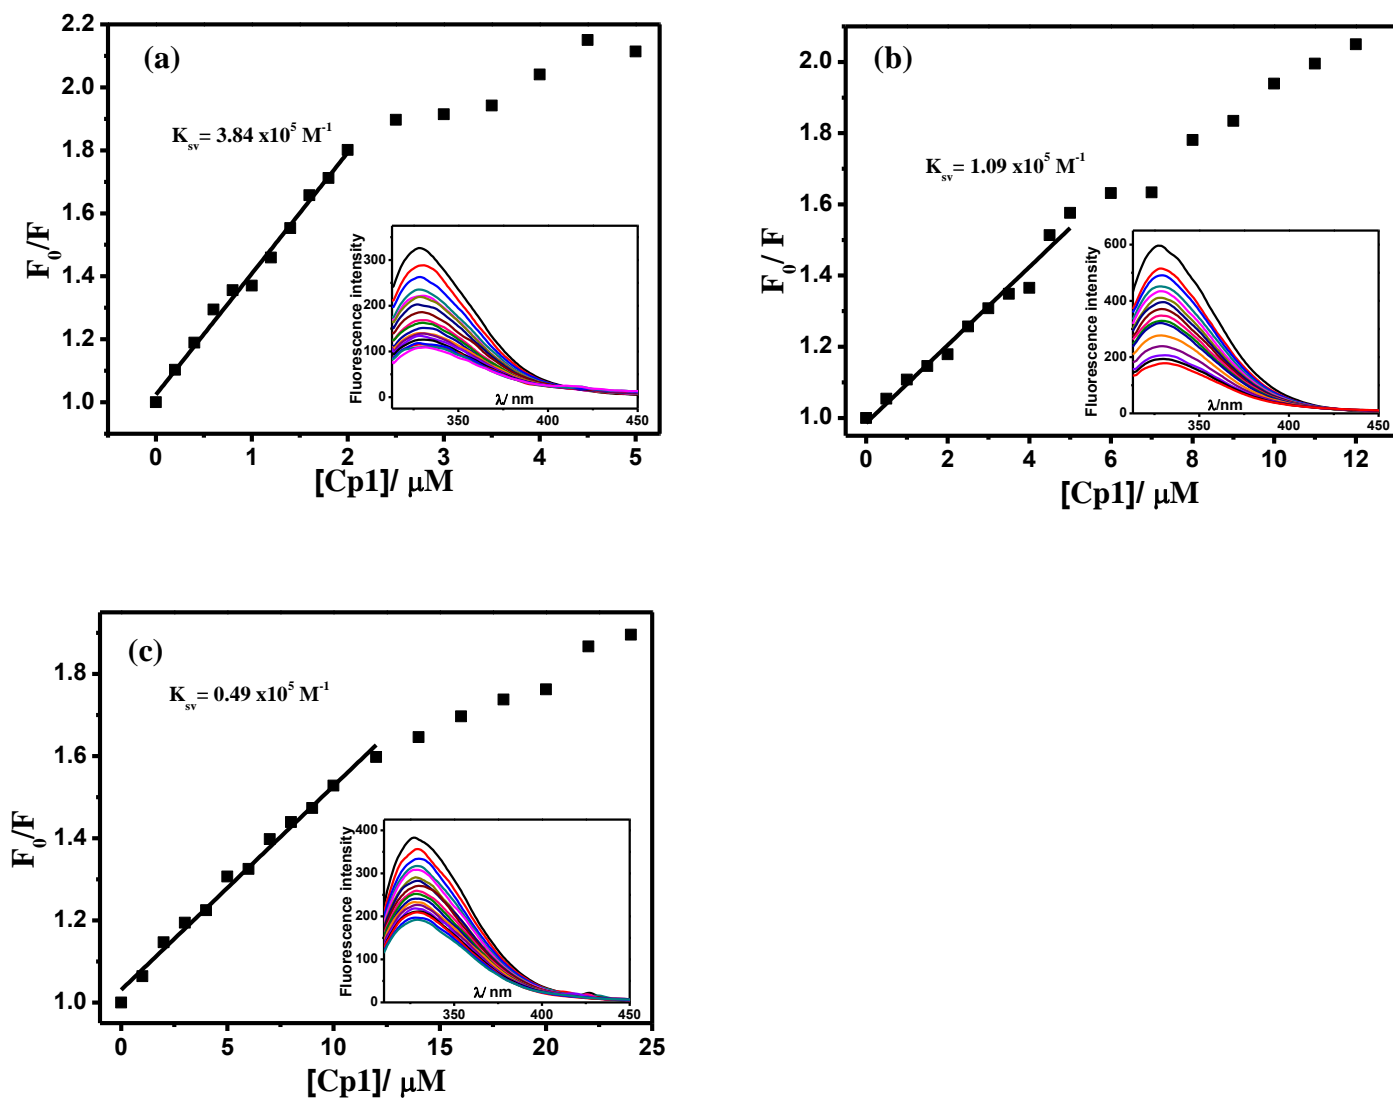 (a)
K_sv = 3.84 x10^5 M^-1
F_0/F
2.2
2.0
1.8
1.6
1.4
1.2
1.0
0 1 2 3 4 5
[Cp1]/ μM
Fluorescence intensity
300
200
100
0
350 400 450
λ/ nm
(b)
K_sv = 1.09 x10^5 M^-1
F_0/ F
2.0
1.8
1.6
1.4
1.2
1.0
0 2 4 6 8 10 12
[Cp1]/ μM
Fluorescence intensity
600
400
200
0
350 400 450
λ/nm
(c)
K_sv = 0.49 x10^5 M^-1
F_0/F
1.8
1.6
1.4
1.2
1.0
0 5 10 15 20 25
[Cp1]/ μM
Fluorescence intensity
400
300
200
100
0
350 400 450
λ/ nm